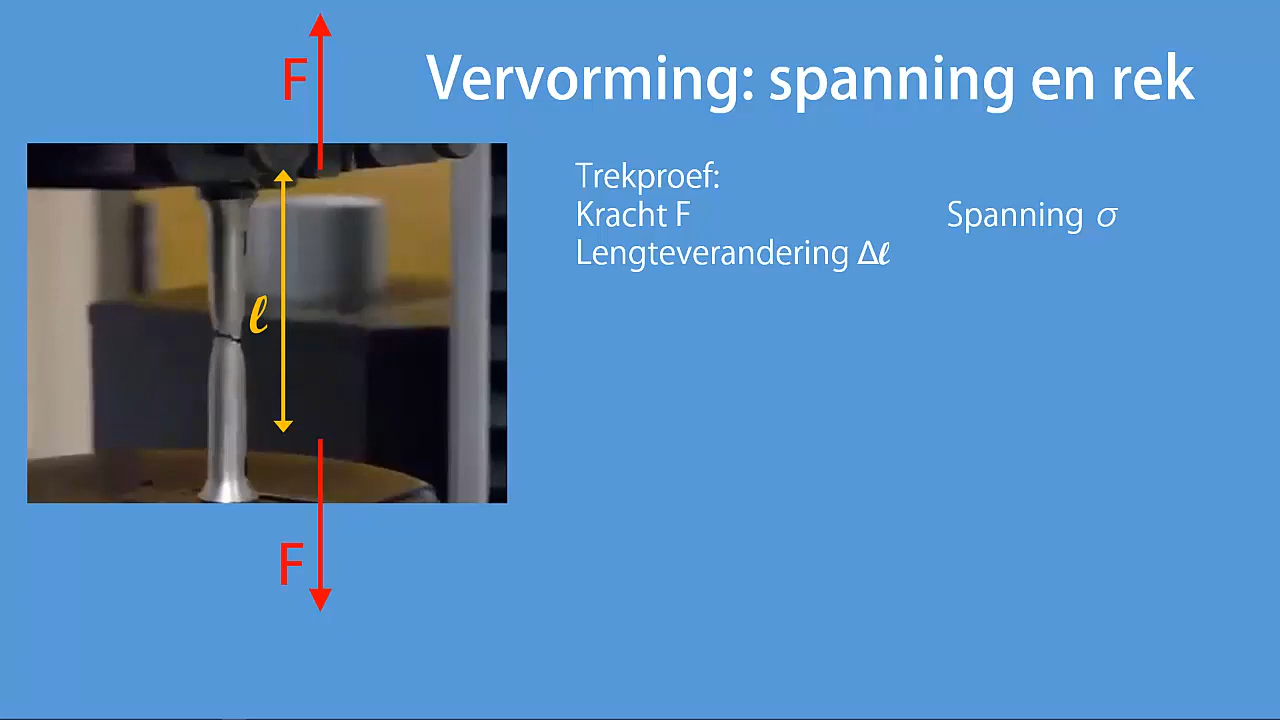 F
Vervorming: spanning en rek
Trekproef:
Kracht F
Spanning σ
Lengteverandering Δℓ
ℓ
F